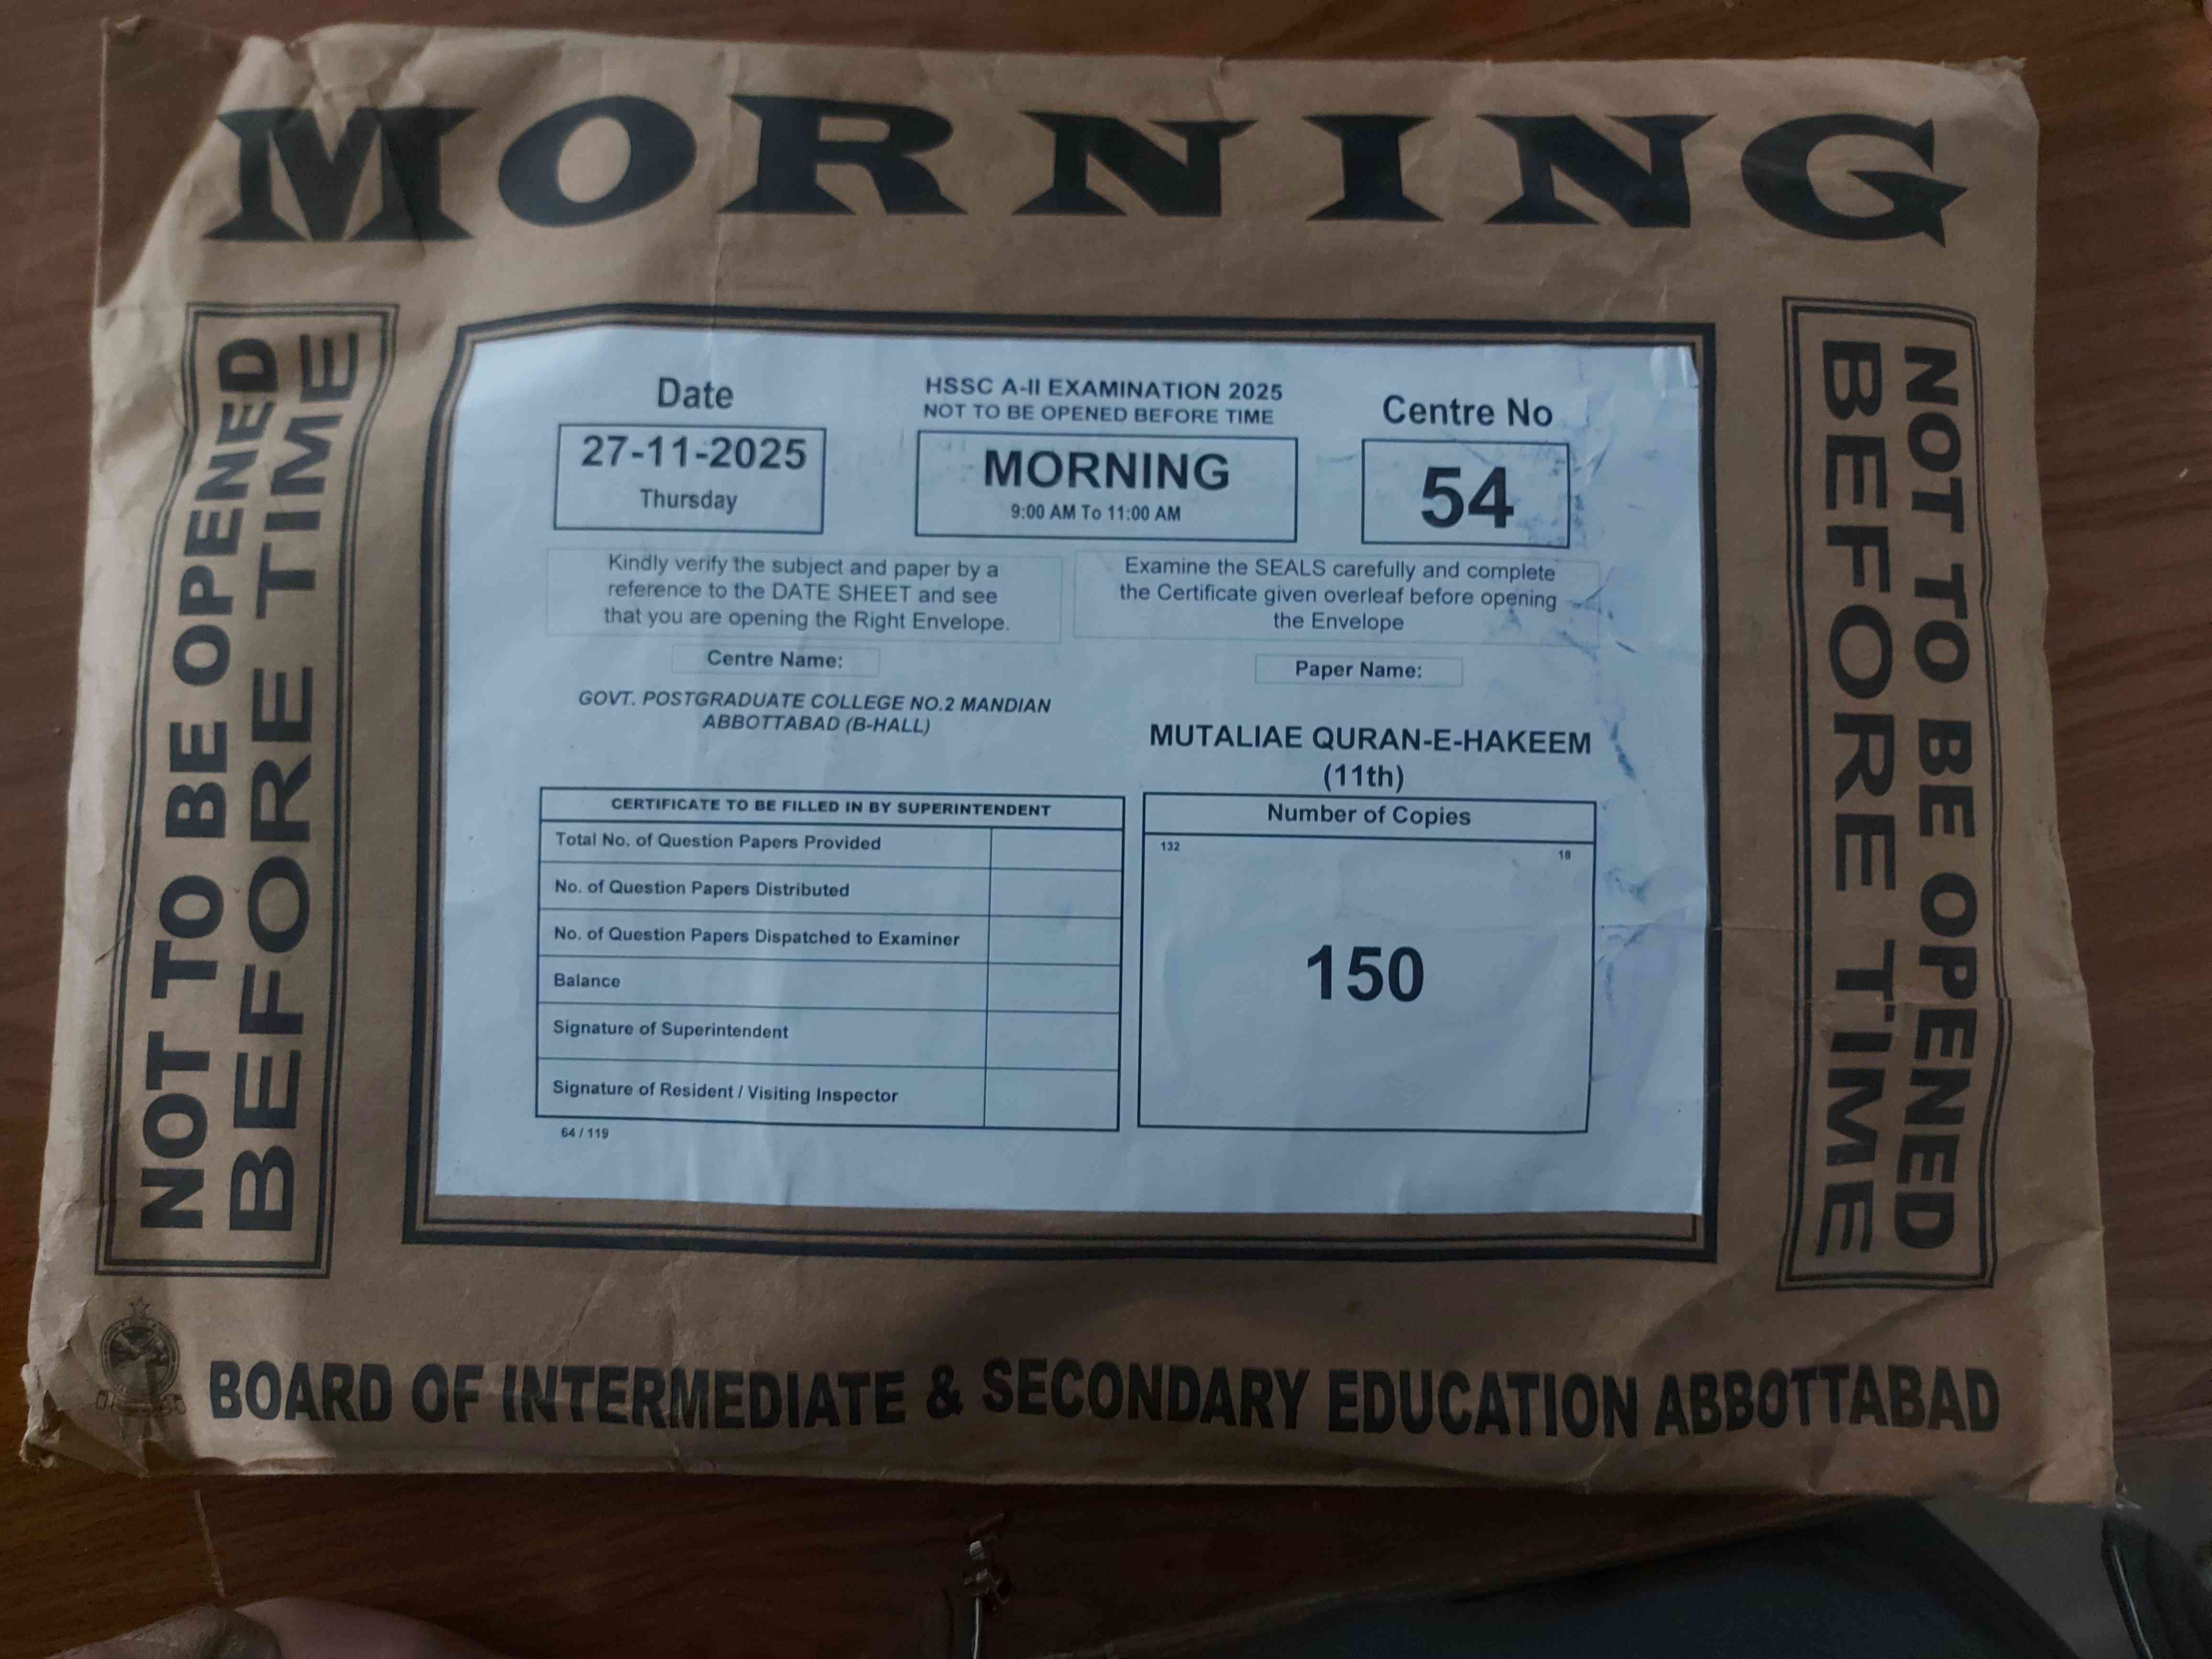 MORNING
NOT TO BE OPENED
BEFORE TIME
Date
27-11-2025
Thursday
HSSC A-II EXAMINATION 2025
NOT TO BE OPENED BEFORE TIME
MORNING
9:00 AM To 11:00 AM
Centre No
54
Kindly verify the subject and paper by a
reference to the DATE SHEET and see
that you are opening the Right Envelope.
Examine the SEALS carefully and complete
the Certificate given overleaf before opening
the Envelope
Centre Name:
GOVT. POSTGRADUATE COLLEGE NO.2 MANDIAN
ABBOTTABAD (B-HALL)
Paper Name:
MUTALIAE QURAN-E-HAKEEM
(11th)
CERTIFICATE TO BE FILLED IN BY SUPERINTENDENT
Total No. of Question Papers Provided
No. of Question Papers Distributed
No. of Question Papers Dispatched to Examiner
Balance
Signature of Superintendent
Signature of Resident / Visiting Inspector
64 / 119
Number of Copies
132 18
150
NOT TO BE OPENED
BEFORE TIME
BOARD OF INTERMEDIATE & SECONDARY EDUCATION ABBOTTABAD